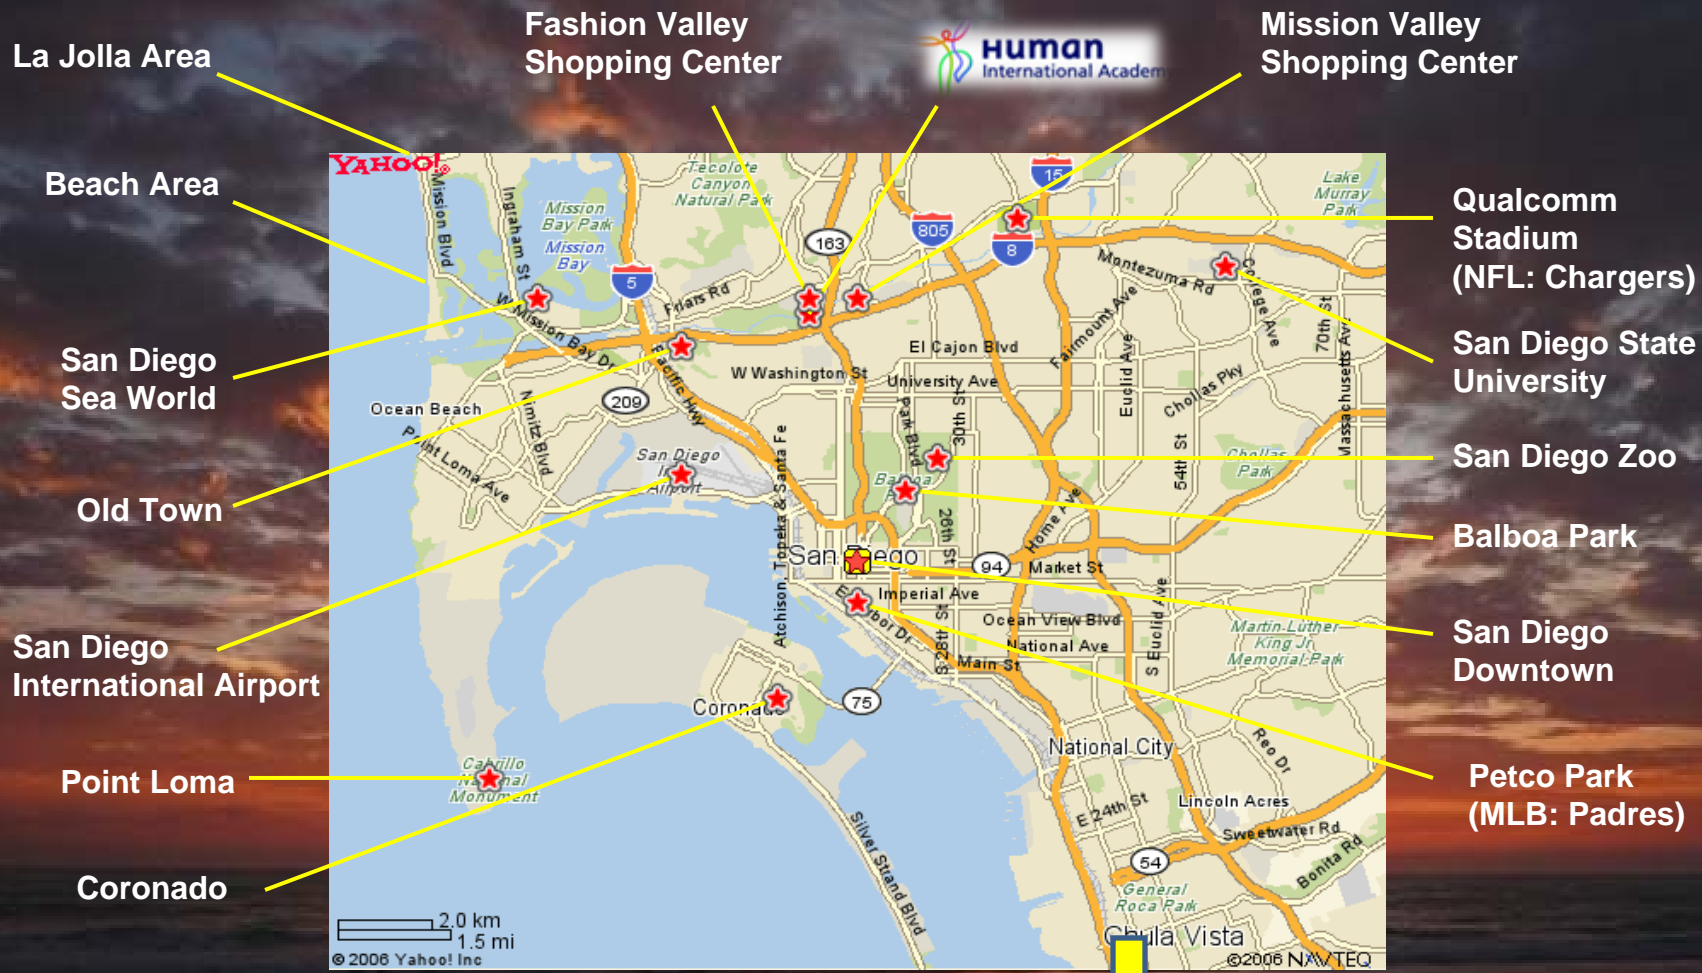 La Jolla Area
Fashion Valley
Shopping Center
Human
International Academ
Mission Valley
Shopping Center
Beach Area
San Diego
Sea World
Old Town
San Diego
International Airport
Point Loma
Coronado
Qualcomm
Stadium
(NFL: Chargers)
San Diego State
University
San Diego Zoo
Balboa Park
San Diego
Downtown
Petco Park
(MLB: Padres)
YAHOO!
Mission Blvd
Ingraham St
Mission
Bay Park
Mission
Bay
Tecolote
Canyon
Natural Park
163
805
15
8
5
Lake
Murray
Park
Friars Rd
W Mission Bay Dr
Pacific Hwy
Montezuma Rd
College Ave
70th St
Massachusetts Ave
Fairmount Ave
El Cajon Blvd
W Washington St
University Ave
Euclid Ave
Chollas Pky
54th St
Chollas
Park
30th St
Blvd
209
Ocean Beach
Nimitz Blvd
Point Loma Ave
San Diego
Airport
Atchison, Topeka & Santa Fe
26th St
Home Ave
San Diego
94
Market St
Imperial Ave
Ocean View Blvd
National Ave
Main St
S 28th St
S Euclid Ave
Martin Luther
King Jr
Memorial Park
Coronado
75
National City
Reo Dr
Cabrillo
Monument
Silver Strand Blvd
E 24th St
Lincoln Acres
Sweetwater Rd
Bonita Rd
54
General
Roca Park
Chula Vista
2.0 km
1.5 mi
© 2006 Yahoo! Inc
©2006 NAVTEQ